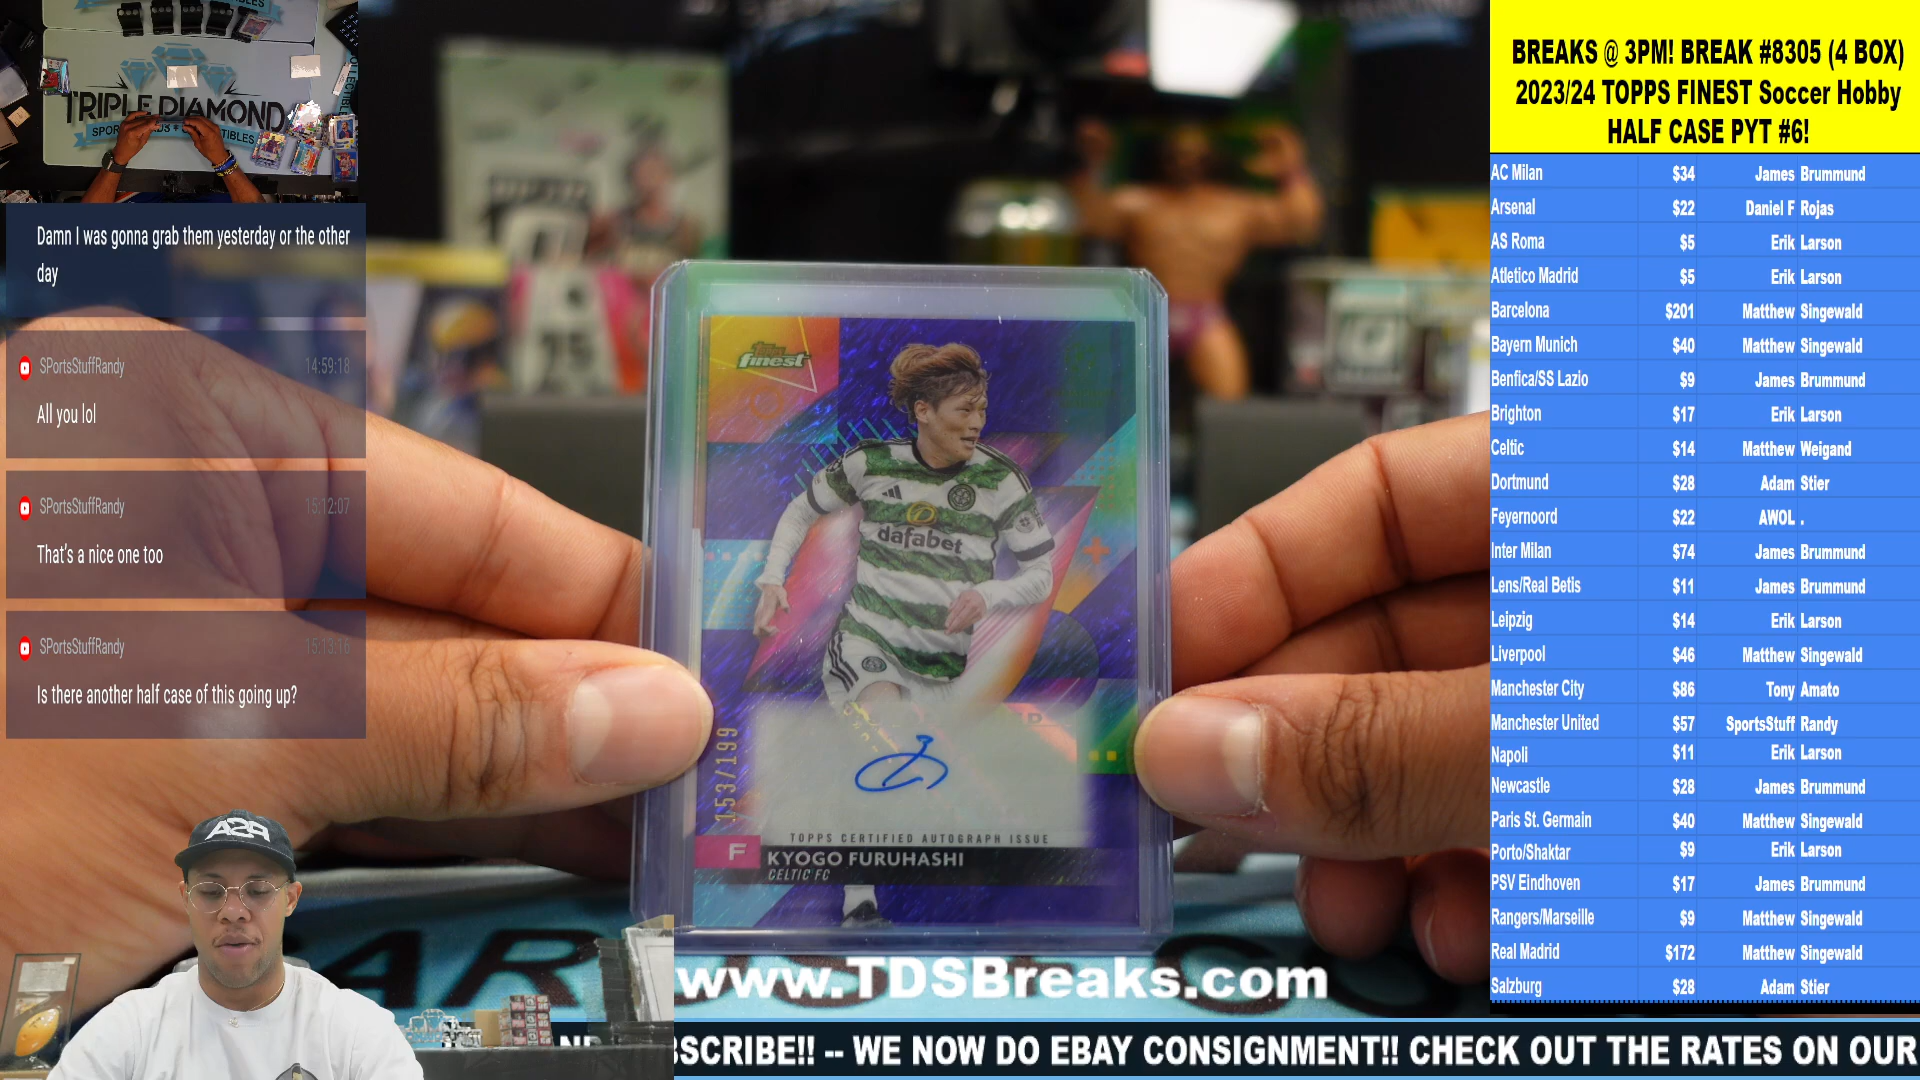 TRIPLE DIAMOND
Damn I was gonna grab them yesterday or the other
day
SPortsStuffRandy 14:59:18
All you lol
SPortsStuffRandy 15:12:07
That's a nice one too
SPortsStuffRandy 15:13:16
Is there another half case of this going up?
Topps
finest
dafabet
153/199
TOPPS CERTIFIED AUTOGRAPH ISSUE
F KYOGO FURUHASHI
CELTIC FC
www.TDSBreaks.com
BSCRIBE!! -- WE NOW DO EBAY CONSIGNMENT!! CHECK OUT THE RATES ON OUR
BREAKS @ 3PM! BREAK #8305 (4 BOX)
2023/24 TOPPS FINEST Soccer Hobby
HALF CASE PYT #6!
AC Milan $34 James Brummund
Arsenal $22 Daniel F Rojas
AS Roma $5 Erik Larson
Atletico Madrid $5 Erik Larson
Barcelona $201 Matthew Singewald
Bayern Munich $40 Matthew Singewald
Benfica/SS Lazio $9 James Brummund
Brighton $17 Erik Larson
Celtic $14 Matthew Weigand
Dortmund $28 Adam Stier
Feyernoord $22 AWOL .
Inter Milan $74 James Brummund
Lens/Real Betis $11 James Brummund
Leipzig $14 Erik Larson
Liverpool $46 Matthew Singewald
Manchester City $86 Tony Amato
Manchester United $57 SportsStuff Randy
Napoli $11 Erik Larson
Newcastle $28 James Brummund
Paris St. Germain $40 Matthew Singewald
Porto/Shaktar $9 Erik Larson
PSV Eindhoven $17 James Brummund
Rangers/Marseille $9 Matthew Singewald
Real Madrid $172 Matthew Singewald
Salzburg $28 Adam Stier